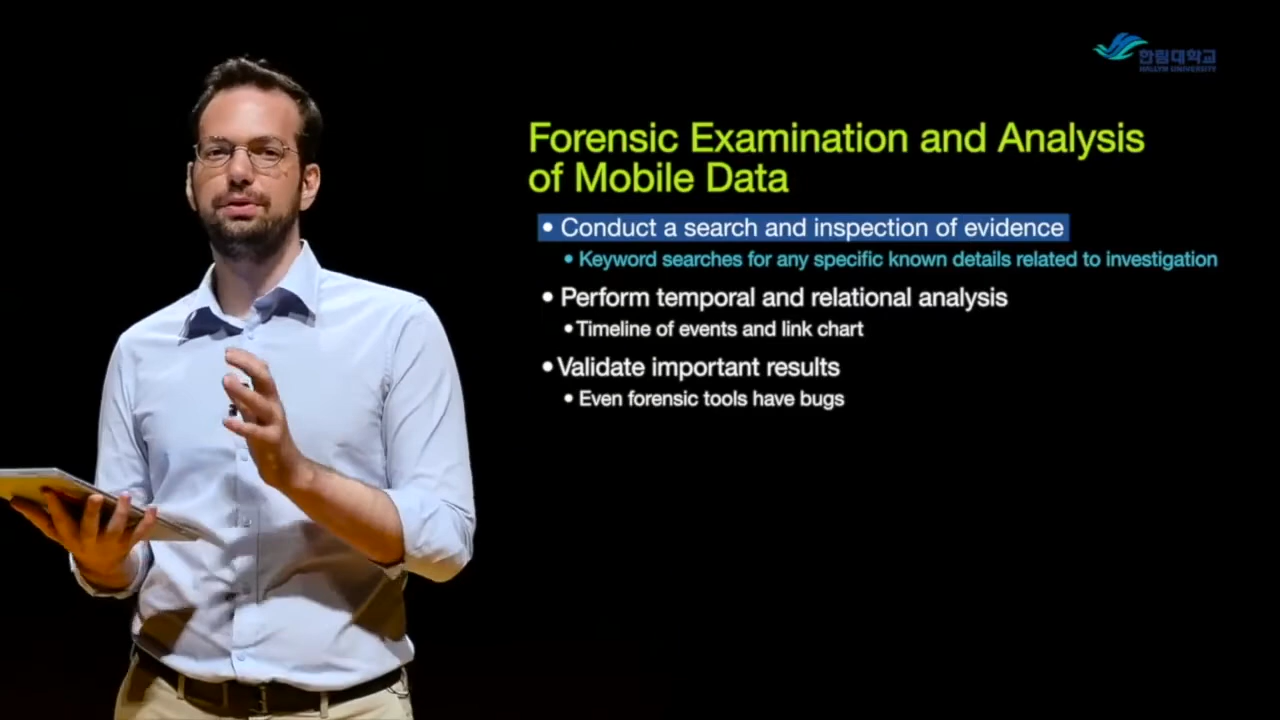 한림대학교
HALLYM UNIVERSITY
Forensic Examination and Analysis
of Mobile Data
• Conduct a search and inspection of evidence
• Keyword searches for any specific known details related to investigation
• Perform temporal and relational analysis
• Timeline of events and link chart
• Validate important results
• Even forensic tools have bugs